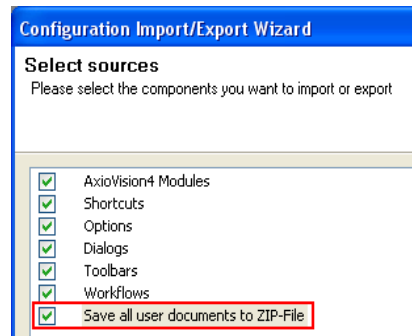 Configuration Import/Export Wizard
Select sources
Please select the components you want to import or export
AxioVision4 Modules
Shortcuts
Options
Dialogs
Toolbars
Workflows
Save all user documents to ZIP-File